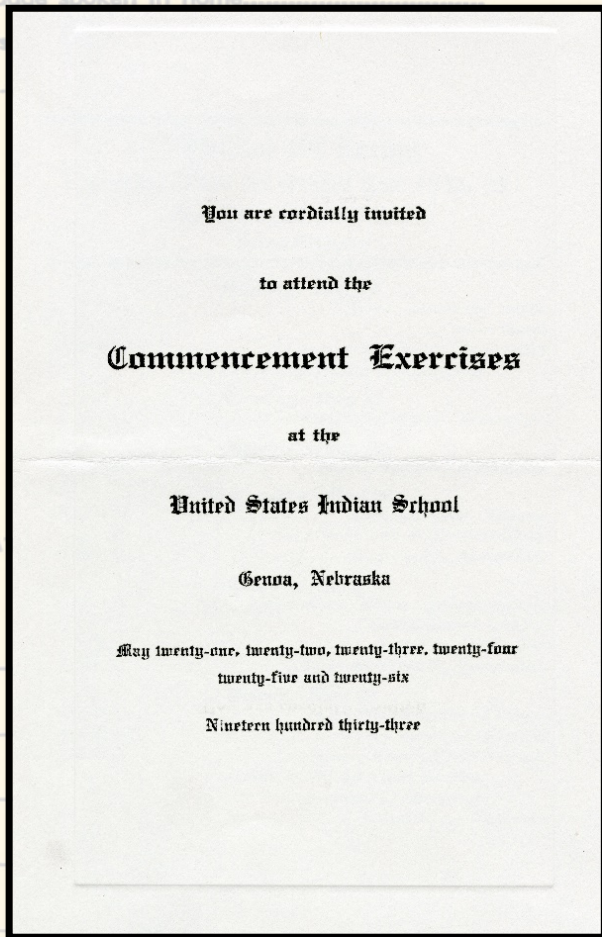 You are cordially invited
to attend the
Commencement Exercises
at the
United States Indian School
Genoa, Nebraska
May twenty-one, twenty-two, twenty-three, twenty-four
twenty-five and twenty-six
Nineteen hundred thirty-three